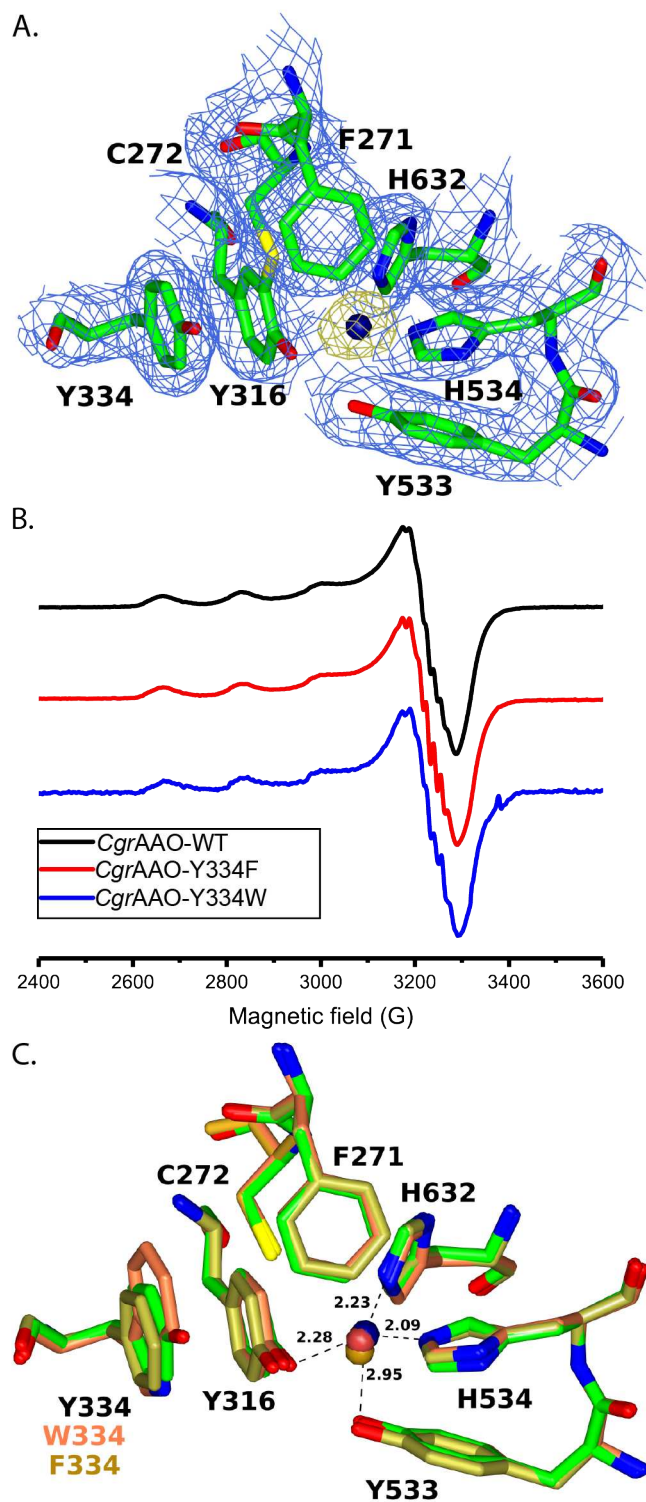 A.
C272
F271
H632
Y334
Y316
H534
Y533
B.
CgrAAO-WT
CgrAAO-Y334F
CgrAAO-Y334W
2400 2600 2800 3000 3200 3400 3600
Magnetic field (G)
C.
F271
C272
H632
2.23
2.09
2.28
2.95
Y334 Y316 H534
W334
F334
Y533